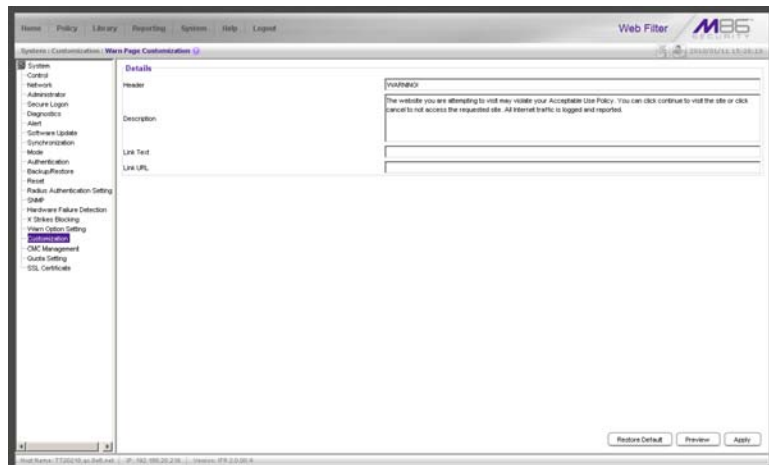 Home Policy Library Reporting System Help Logout
Web Filter
M86
SECURITY
System : Customization : Warn Page Customization
System
Control
Network
Administrator
Secure Logon
Diagnostics
Alert
Software Update
Synchronization
Mode
Authentication
Backup/Restore
Reset
Radius Authentication Setting
SNMP
Hardware Failure Detection
X Strikes Blocking
Warn Option Setting
Customization
CMC Management
Quota Setting
SSL Certificate
Details
Header
WARNING!
Description
The website you are attempting to visit may violate your Acceptable Use Policy. You can click continue to visit the site or click
cancel to not access the requested site. All Internet traffic is logged and reported.
Link Text
Link URL
Restore Default Preview Apply